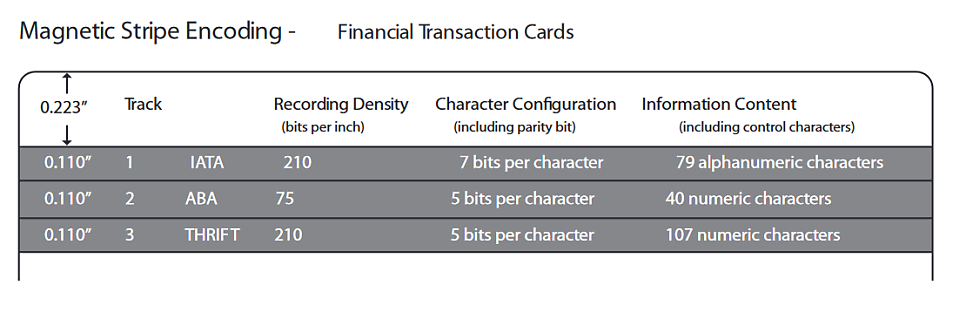 Magnetic Stripe Encoding - Financial Transaction Cards
0.223″ Track Recording Density Character Configuration Information Content
(bits per inch) (including parity bit) (including control characters)
0.110″ 1 IATA 210 7 bits per character 79 alphanumeric characters
0.110″ 2 ABA 75 5 bits per character 40 numeric characters
0.110″ 3 THRIFT 210 5 bits per character 107 numeric characters